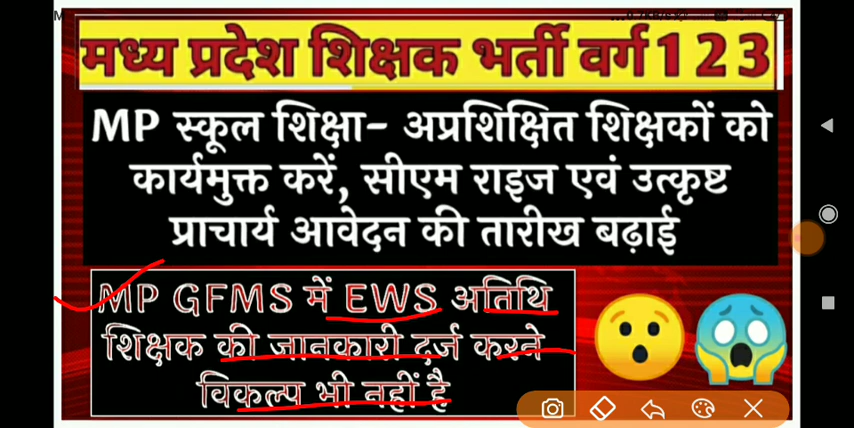 मध्य प्रदेश शिक्षक भर्ती वर्ग 1 2 3
MP स्कूल शिक्षा- अप्रशिक्षित शिक्षकों को
कार्यमुक्त करें, सीएम राइज एवं उत्कृष्ट
प्राचार्य आवेदन की तारीख बढ़ाई
MP GFMS में EWS अतिथि
शिक्षक की जानकारी दर्ज करने
विकल्प भी नहीं है